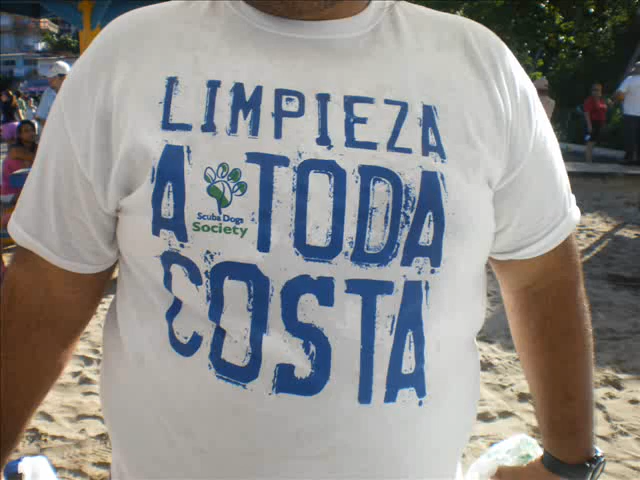 LIMPIEZA
A TODA
Scuba Dogs
Society
COSTA